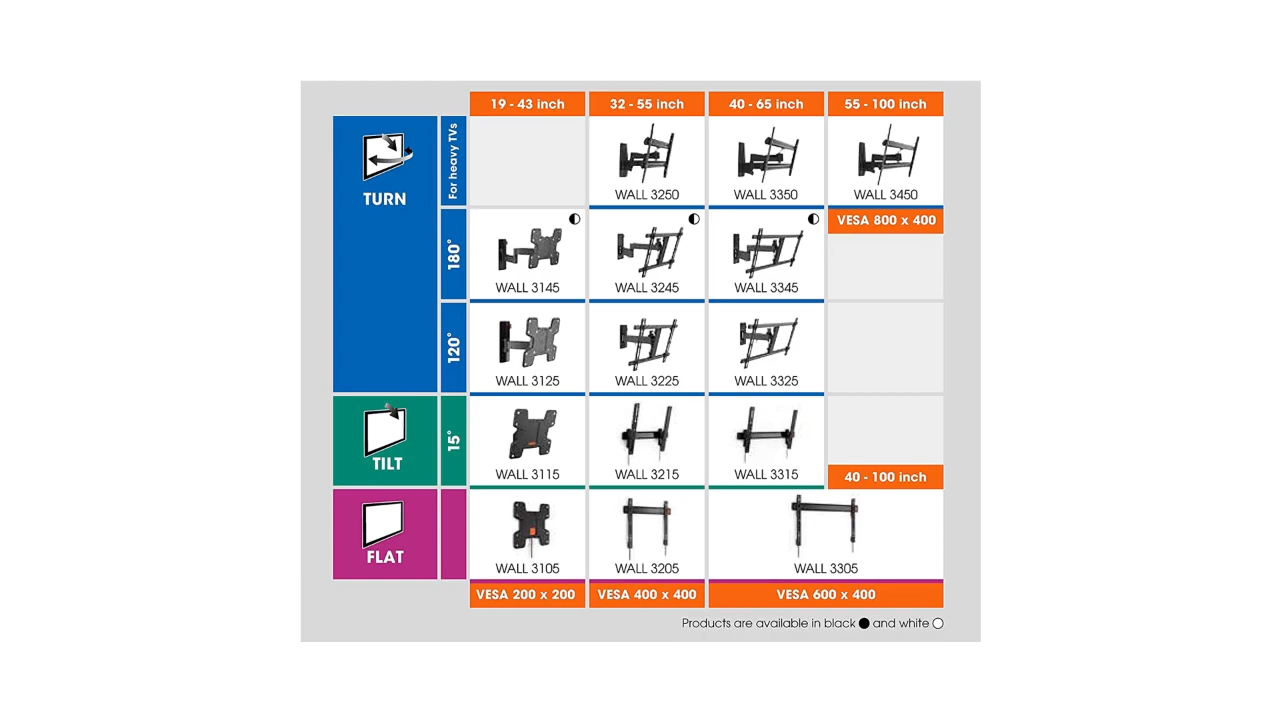 19 - 43 inch
32 - 55 inch
40 - 65 inch
55 - 100 inch
TURN
For heavy TVs
WALL 3250
WALL 3350
WALL 3450
VESA 800 x 400
180°
WALL 3145
WALL 3245
WALL 3345
120°
WALL 3125
WALL 3225
WALL 3325
TILT
15°
WALL 3115
WALL 3215
WALL 3315
40 - 100 inch
FLAT
WALL 3105
WALL 3205
WALL 3305
VESA 200 x 200
VESA 400 x 400
VESA 600 x 400
Products are available in black and white